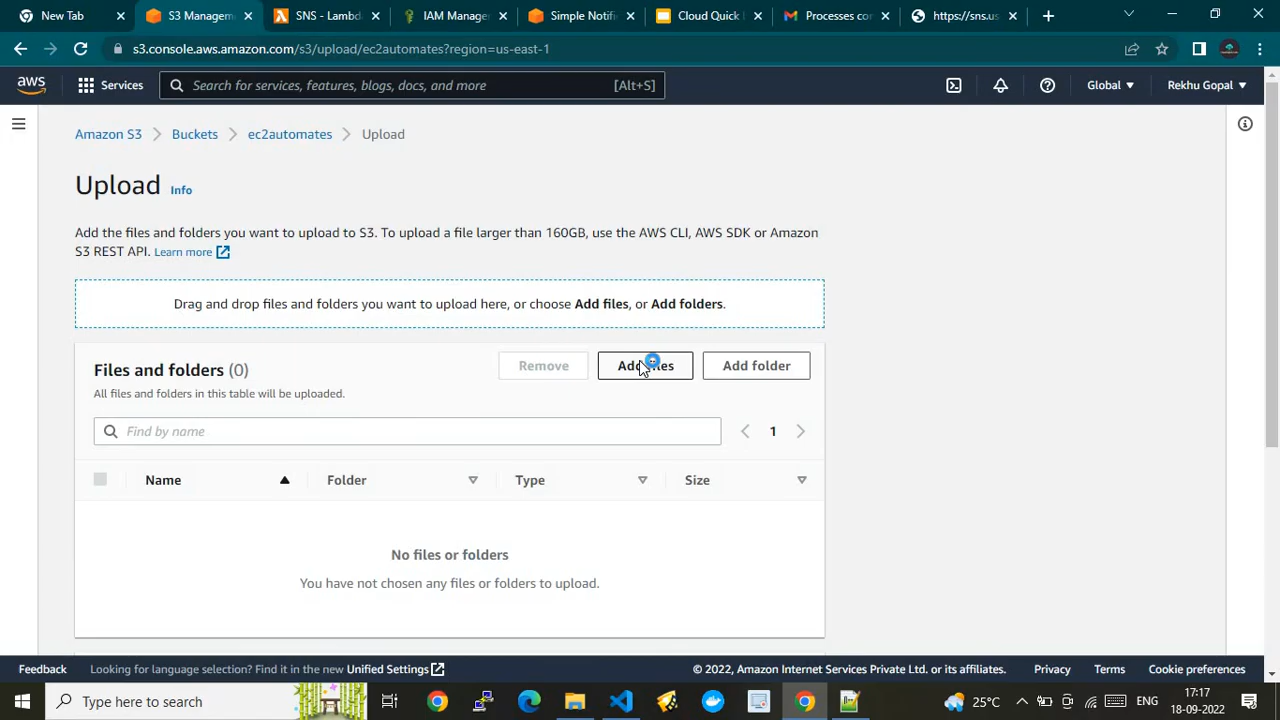 New Tab
S3 Managem
SNS - Lambd
IAM Manage
Simple Notifi
Cloud Quick L
Processes co
https://sns.us
s3.console.aws.amazon.com/s3/upload/ec2automates?region=us-east-1
aws
Services
Search for services, features, blogs, docs, and more
[Alt+S]
Global
Rekhu Gopal
Amazon S3
Buckets
ec2automates
Upload
Upload
Info
Add the files and folders you want to upload to S3. To upload a file larger than 160GB, use the AWS CLI, AWS SDK or Amazon
S3 REST API. Learn more
Drag and drop files and folders you want to upload here, or choose Add files, or Add folders.
Files and folders (0)
Remove
Add files
Add folder
All files and folders in this table will be uploaded.
Find by name
1
Name
Folder
Type
Size
No files or folders
You have not chosen any files or folders to upload.
Feedback
Looking for language selection? Find it in the new Unified Settings
© 2022, Amazon Internet Services Private Ltd. or its affiliates.
Privacy
Terms
Cookie preferences
Type here to search
25°C
ENG
17:17
18-09-2022